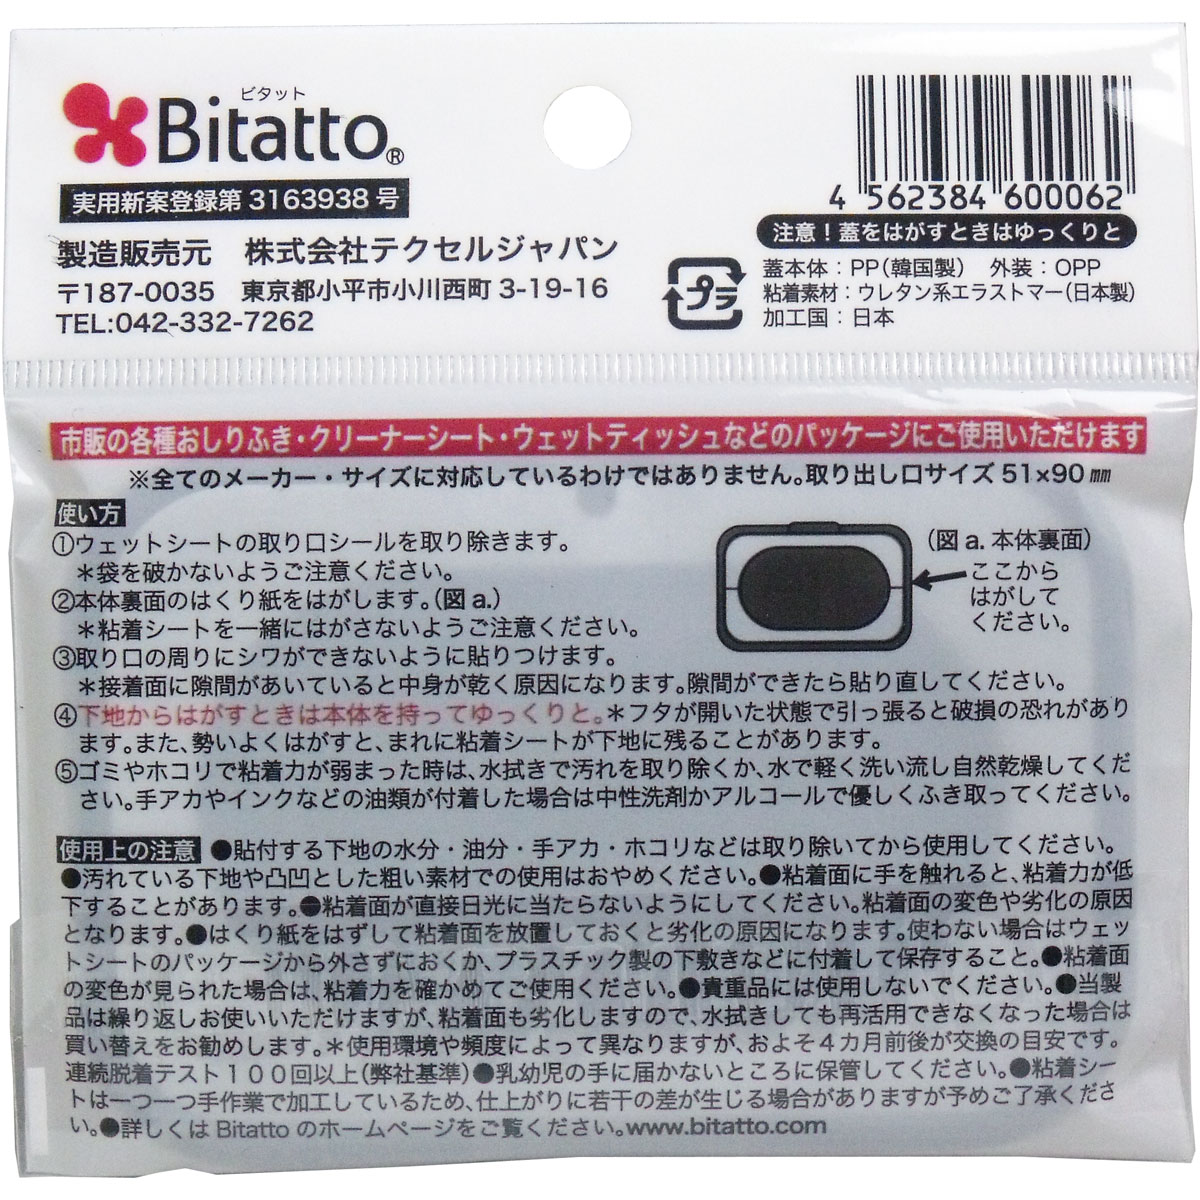 ビタット
Bitatto®
実用新案登録第 3163938 号
製造販売元　株式会社テクセルジャパン
〒187-0035　東京都小平市小川西町 3-19-16
TEL:042-332-7262
4 562384 600062
注意！蓋をはがすときはゆっくりと
プラ
蓋本体：PP（韓国製）　外装：OPP
粘着素材：ウレタン系エラストマー（日本製）
加工国：日本
市販の各種おしりふき・クリーナーシート・ウェットティッシュなどのパッケージにご使用いただけます
※全てのメーカー・サイズに対応しているわけではありません。取り出し口サイズ 51×90 ㎜
使い方
①ウェットシートの取り口シールを取り除きます。
＊袋を破かないようご注意ください。
②本体裏面のはくり紙をはがします。（図 a.）
＊粘着シートを一緒にはがさないようご注意ください。
（図 a. 本体裏面）
ここから
はがして
ください。
③取り口の周りにシワができないように貼りつけます。
＊接着面に隙間があいていると中身が乾く原因になります。隙間ができたら貼り直してください。
④下地からはがすときは本体を持ってゆっくりと。＊フタが開いた状態で引っ張ると破損の恐れがあり
ます。また、勢いよくはがすと、まれに粘着シートが下地に残ることがあります。
⑤ゴミやホコリで粘着力が弱まった時は、水拭きで汚れを取り除くか、水で軽く洗い流し自然乾燥してくだ
さい。手アカやインクなどの油類が付着した場合は中性洗剤かアルコールで優しくふき取ってください。
使用上の注意 ●貼付する下地の水分・油分・手アカ・ホコリなどは取り除いてから使用してください。
●汚れている下地や凸凹とした粗い素材での使用はおやめください。●粘着面に手を触れると、粘着力が低
下することがあります。●粘着面が直接日光に当たらないようにしてください。粘着面の変色や劣化の原因
となります。●はくり紙をはずして粘着面を放置しておくと劣化の原因になります。使わない場合はウェッ
トシートのパッケージから外さずにおくか、プラスチック製の下敷きなどに付着して保存すること。●粘着面
の変色が見られた場合は、粘着力を確かめてご使用ください。●貴重品には使用しないでください。●当製
品は繰り返しお使いいただけますが、粘着面も劣化しますので、水拭きしても再活用できなくなった場合は
買い替えをお勧めします。＊使用環境や頻度によって異なりますが、およそ４カ月前後が交換の目安です。
連続脱着テスト１００回以上（弊社基準）●乳幼児の手に届かないところに保管してください。●粘着シー
トは一つ一つ手作業で加工しているため、仕上がりに若干の差が生じる場合がありますが予めご了承くださ
い。●詳しくは Bitatto のホームページをご覧ください。www.bitatto.com